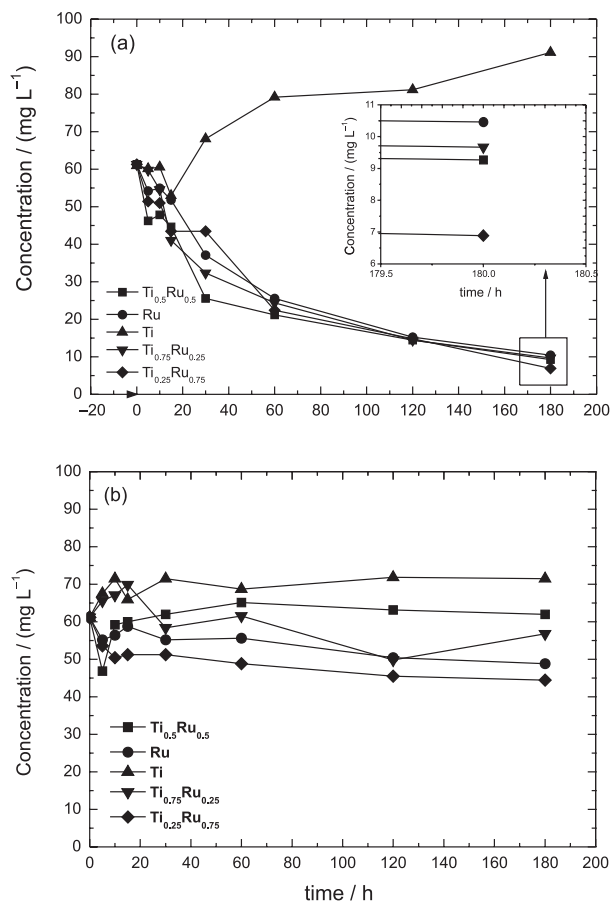 (a)
Concentration / (mg L⁻¹)
100
90
80
70
60
50
40
30
20
10
0
−20 0 20 40 60 80 100 120 140 160 180 200
Ti₀.₅Ru₀.₅
Ru
Ti
Ti₀.₇₅Ru₀.₂₅
Ti₀.₂₅Ru₀.₇₅
Concentration / (mg L⁻¹)
11
10
9
8
7
6
179.5 180.0 180.5
time / h
(b)
Concentration / (mg L⁻¹)
100
90
80
70
60
50
40
30
20
10
0
Ti₀.₅Ru₀.₅
Ru
Ti
Ti₀.₇₅Ru₀.₂₅
Ti₀.₂₅Ru₀.₇₅
0 20 40 60 80 100 120 140 160 180 200
time / h